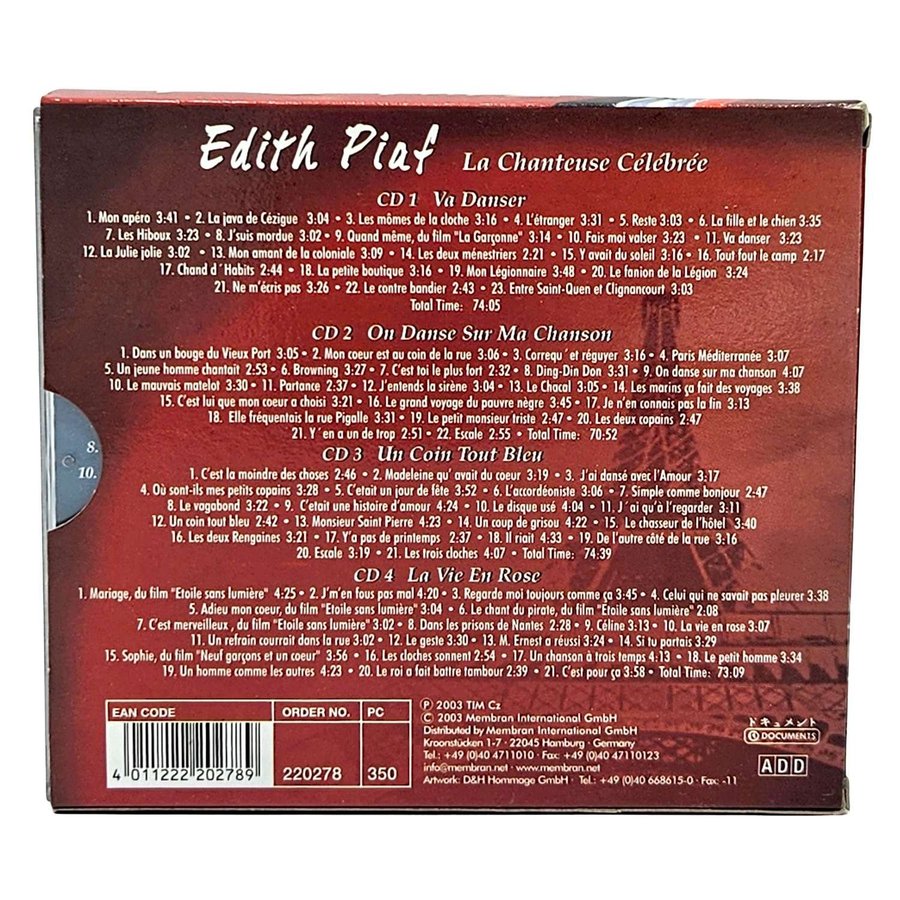 Edith Piaf La Chanteuse Célébrée
CD 1 Va Danser
1. Mon apéro 3:41 • 2. La java de Cézigue 3:04 • 3. Les mômes de la cloche 3:16 • 4. L'étranger 3:31 • 5. Reste 3:03 • 6. La fille et le chien 3:35
7. Les Hiboux 3:23 • 8. J'suis mordue 3:02 • 9. Quand même, du film "La Garçonne" 3:14 • 10. Fais moi valser 3:23 • 11. Va danser 3:23
12. La Julie jolie 3:02 • 13. Mon amant de la coloniale 3:09 • 14. Les deux ménestriers 2:21 • 15. Y avait du soleil 3:16 • 16. Tout fout le camp 2:17
17. Chand d´Habits 2:44 • 18. La petite boutique 3:16 • 19. Mon Légionnaire 3:48 • 20. Le fanion de la Légion 3:24
21. Ne m'écris pas 3:26 • 22. Le contre bandier 2:43 • 23. Entre Saint-Quen et Clignancourt 3:03
Total Time: 74:05
CD 2 On Danse Sur Ma Chanson
1. Dans un bouge du Vieux Port 3:05 • 2. Mon coeur est au coin de la rue 3:06 • 3. Correqu´et réguyer 3:16 • 4. Paris Méditerranée 3:07
5. Un jeune homme chantait 2:53 • 6. Browning 3:27 • 7. C'est toi le plus fort 2:32 • 8. Ding-Din Don 3:31 • 9. On danse sur ma chanson 4:07
10. Le mauvais matelot 3:30 • 11. Partance 2:37 • 12. J'entends la sirène 3:04 • 13. Le Chacal 3:05 • 14. Les marins ça fait des voyages 3:38
15. C'est lui que mon coeur a choisi 3:21 • 16. Le grand voyage du pauvre nègre 3:45 • 17. Je n'en connais pas la fin 3:13
18. Elle fréquentais la rue Pigalle 3:31 • 19. Le petit monsieur triste 2:47 • 20. Les deux copains 2:47
21. Y´en a un de trop 2:51 • 22. Escale 2:55 • Total Time: 70:52
CD 3 Un Coin Tout Bleu
1. C'est la moindre des choses 2:46 • 2. Madeleine qu´avait du coeur 3:19 • 3. J'ai dansé avec l'Amour 3:17
4. Où sont-ils mes petits copains 3:28 • 5. C'etait un jour de fête 3:52 • 6. L'accordéoniste 3:06 • 7. Simple comme bonjour 2:47
8. Le vagabond 3:22 • 9. C'etait une histoire d'amour 4:24 • 10. Le disque usé 4:04 • 11. J´ai qu'à l'regarder 3:11
12. Un coin tout bleu 2:42 • 13. Monsieur Saint Pierre 4:23 • 14. Un coup de grisou 4:22 • 15. Le chasseur de l'hôtel 3:40
16. Les deux Rengaines 3:21 • 17. Y'a pas de printemps 2:37 • 18. Il riait 4:33 • 19. De l'autre côté de la rue 3:16
20. Escale 3:19 • 21. Les trois cloches 4:07 • Total Time: 74:39
CD 4 La Vie En Rose
1. Mariage, du film "Etoile sans lumière" 4:25 • 2. J'm'en fous pas mal 4:20 • 3. Regarde moi toujours comme ça 3:45 • 4. Celui qui ne savait pas pleurer 3:38
5. Adieu mon coeur, du film "Etoile sans lumière" 3:04 • 6. Le chant du pirate, du film "Etoile sans lumière" 2:08
7. C'est merveilleux, du film "Etoile sans lumière" 3:02 • 8. Dans les prisons de Nantes 2:28 • 9. Céline 3:13 • 10. La vie en rose 3:07
11. Un refrain courrait dans la rue 3:02 • 12. Le geste 3:30 • 13. M. Ernest a réussi 3:24 • 14. Si tu partais 3:29
15. Sophie, du film "Neuf garçons et un coeur" 3:56 • 16. Les cloches sonnent 2:54 • 17. Un chanson à trois temps 4:13 • 18. Le petit homme 3:34
19. Un homme comme les autres 4:23 • 20. Le roi a fait battre tambour 2:39 • 21. C'est pour ça 3:58 • Total Time: 73:09
8.
10.
EAN CODE ORDER NO. PC
4 011222 202789 220278 350
Ⓟ 2003 TIM Cz
© 2003 Membran International GmbH
Distributed by Membran International GmbH
Kroonstücken 1-7 · 22045 Hamburg · Germany
Tel.: +49 (0)40 4711010 · Fax: +49 (0)40 47110123
info@membran.net · www.membran.net
Artwork: D&H Hommage GmbH · Tel.: +49 (0)40 668615-0 · Fax: -11
ドキュメント
DOCUMENTS
ADD